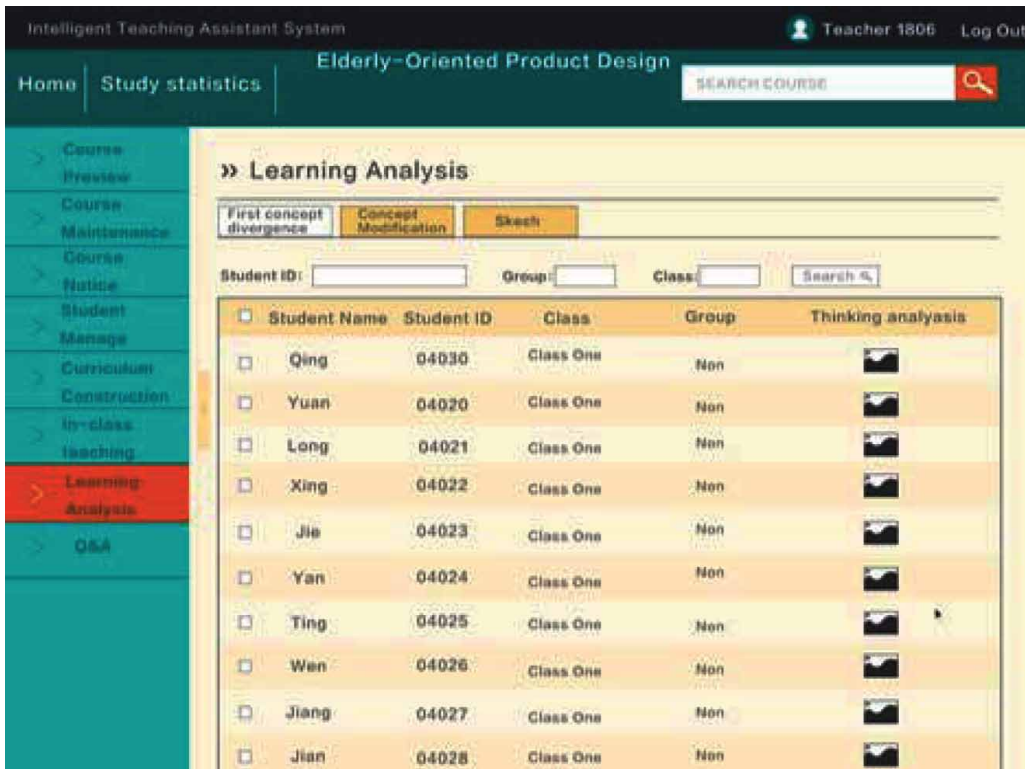 Intelligent Teaching Assistant System
Teacher 1806 Log Out
Home Study statistics
Elderly-Oriented Product Design
SEARCH COURSE
Course
Preview
Course
Maintenance
Course
Notice
Student
Manage
Curriculum
Construction
In-class
teaching
Learning
Analysis
Q&A
» Learning Analysis
First concept
divergence
Concept
Modification
Skech
Student ID: Group: Class: Search
Student Name Student ID Class Group Thinking analyasis
Qing 04030 Class One Non
Yuan 04020 Class One Non
Long 04021 Class One Non
Xing 04022 Class One Non
Jie 04023 Class One Non
Yan 04024 Class One Non
Ting 04025 Class One Non
Wen 04026 Class One Non
Jiang 04027 Class One Non
Jian 04028 Class One Non